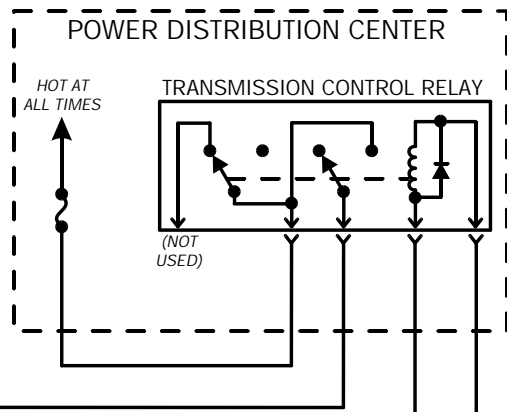 POWER DISTRIBUTION CENTER
HOT AT
ALL TIMES
TRANSMISSION CONTROL RELAY
(NOT
USED)